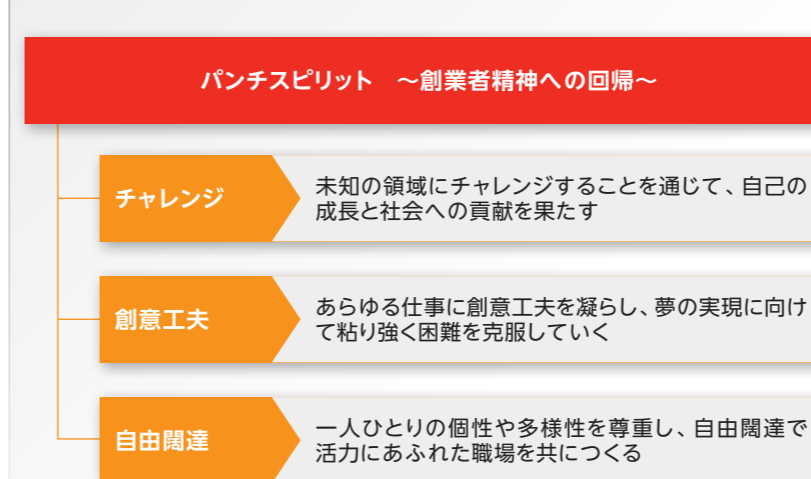 パンチスピリット　～創業者精神への回帰～
チャレンジ
未知の領域にチャレンジすることを通じて、自己の
成長と社会への貢献を果たす
創意工夫
あらゆる仕事に創意工夫を凝らし、夢の実現に向け
て粘り強く困難を克服していく
自由闊達
一人ひとりの個性や多様性を尊重し、自由闊達で
活力にあふれた職場を共につくる